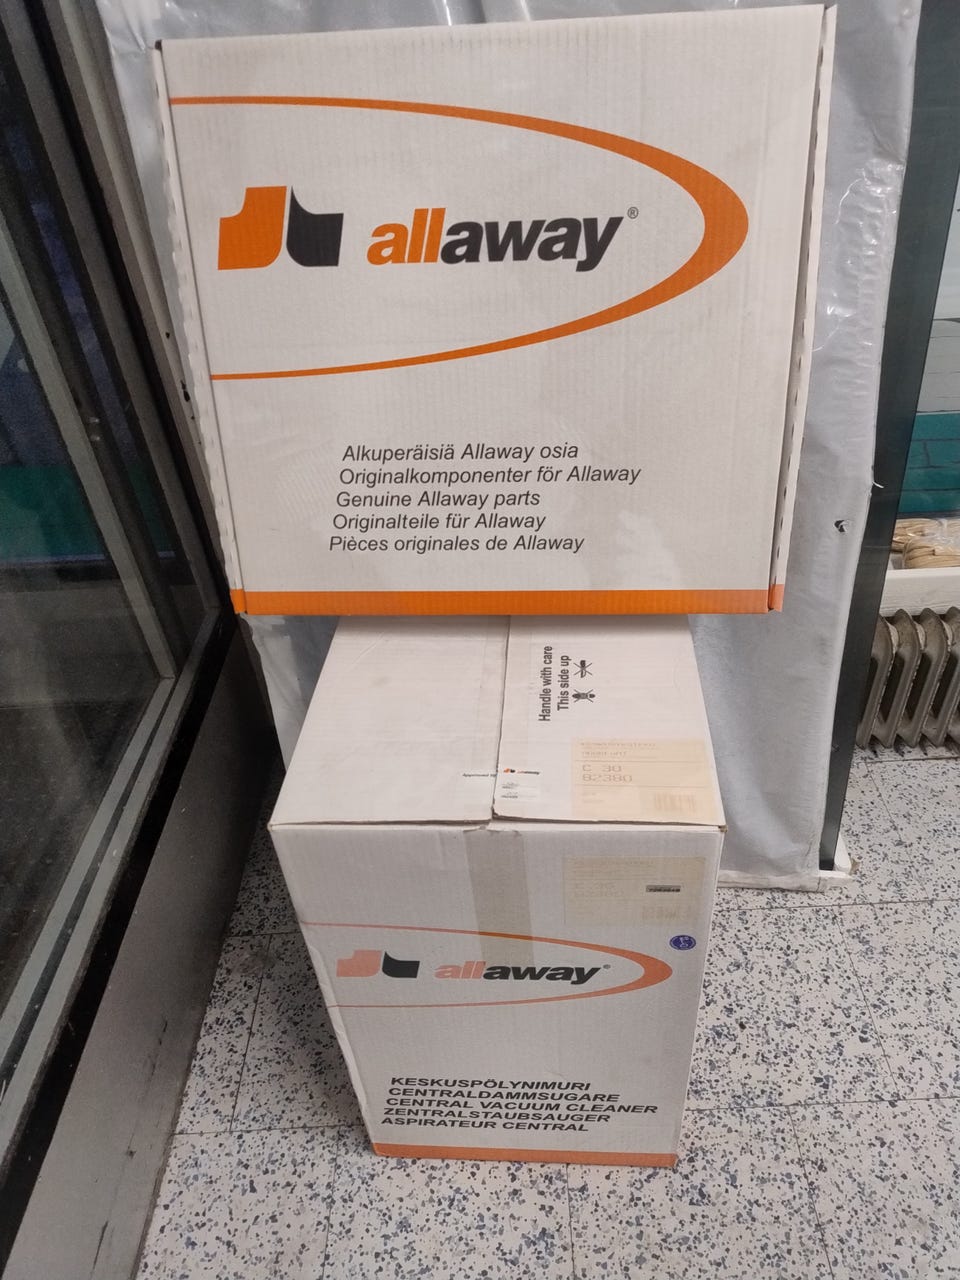 allaway®
Alkuperäisiä Allaway osia
Originalkomponenter för Allaway
Genuine Allaway parts
Originalteile für Allaway
Pièces originales de Allaway
Handle with care
This side up
C 30
82380
allaway
allaway®
KESKUSPÖLYNIMURI
CENTRALDAMMSUGARE
CENTRAL VACUUM CLEANER
ZENTRALSTAUBSAUGER
ASPIRATEUR CENTRAL